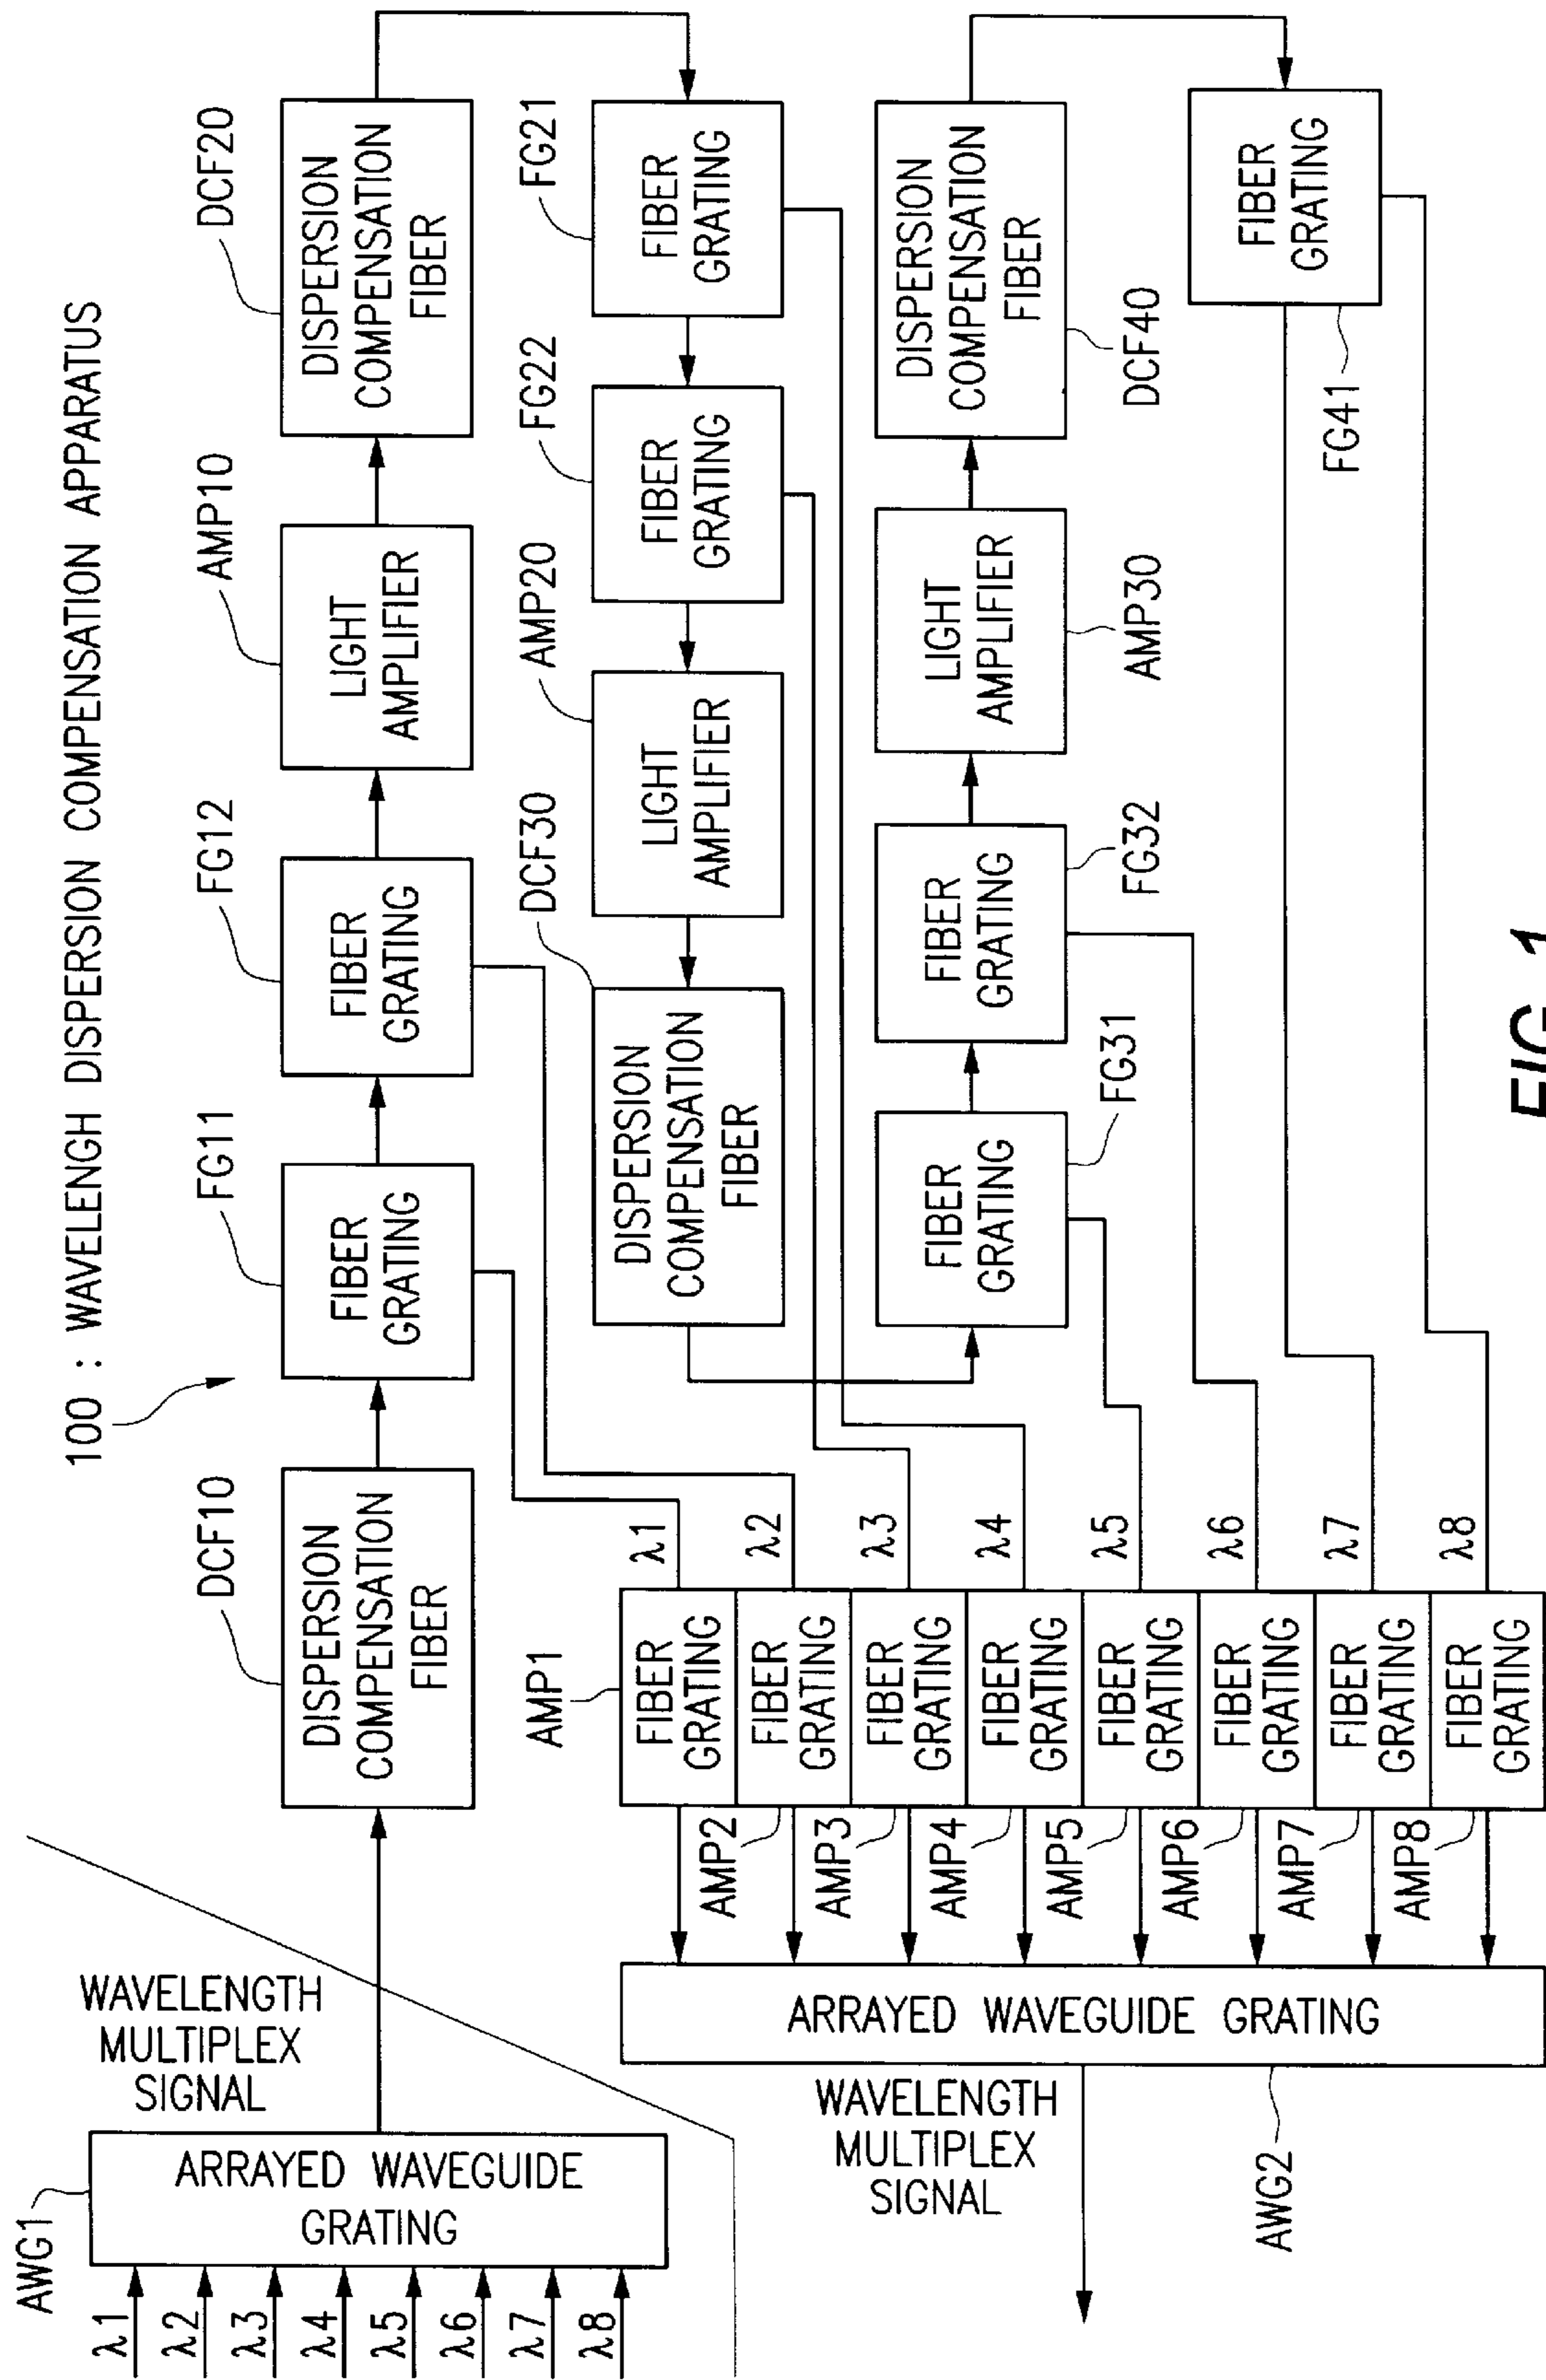 100 : WAVELENGH DISPERSION COMPENSATION APPARATUS
AWG1
λ1
λ2
λ3
λ4
λ5
λ6
λ7
λ8
ARRAYED WAVEGUIDE
GRATING
WAVELENGTH
MULTIPLEX
SIGNAL
DCF10
DISPERSION
COMPENSATION
FIBER
FG11
FIBER
GRATING
FG12
FIBER
GRATING
AMP10
LIGHT
AMPLIFIER
DCF20
DISPERSION
COMPENSATION
FIBER
FG21
FIBER
GRATING
FG22
FIBER
GRATING
AMP20
LIGHT
AMPLIFIER
DCF30
DISPERSION
COMPENSATION
FIBER
FIBER
GRATING
FG31
FIBER
GRATING
FG32
LIGHT
AMPLIFIER
AMP30
DISPERSION
COMPENSATION
FIBER
DCF40
FIBER
GRATING
FG41
λ1
λ2
λ3
λ4
λ5
λ6
λ7
λ8
AMP1
FIBER
GRATING
AMP2
FIBER
GRATING
AMP3
FIBER
GRATING
AMP4
FIBER
GRATING
AMP5
FIBER
GRATING
AMP6
FIBER
GRATING
AMP7
FIBER
GRATING
AMP8
FIBER
GRATING
ARRAYED WAVEGUIDE GRATING
AWG2
WAVELENGTH
MULTIPLEX
SIGNAL
FIG. 1